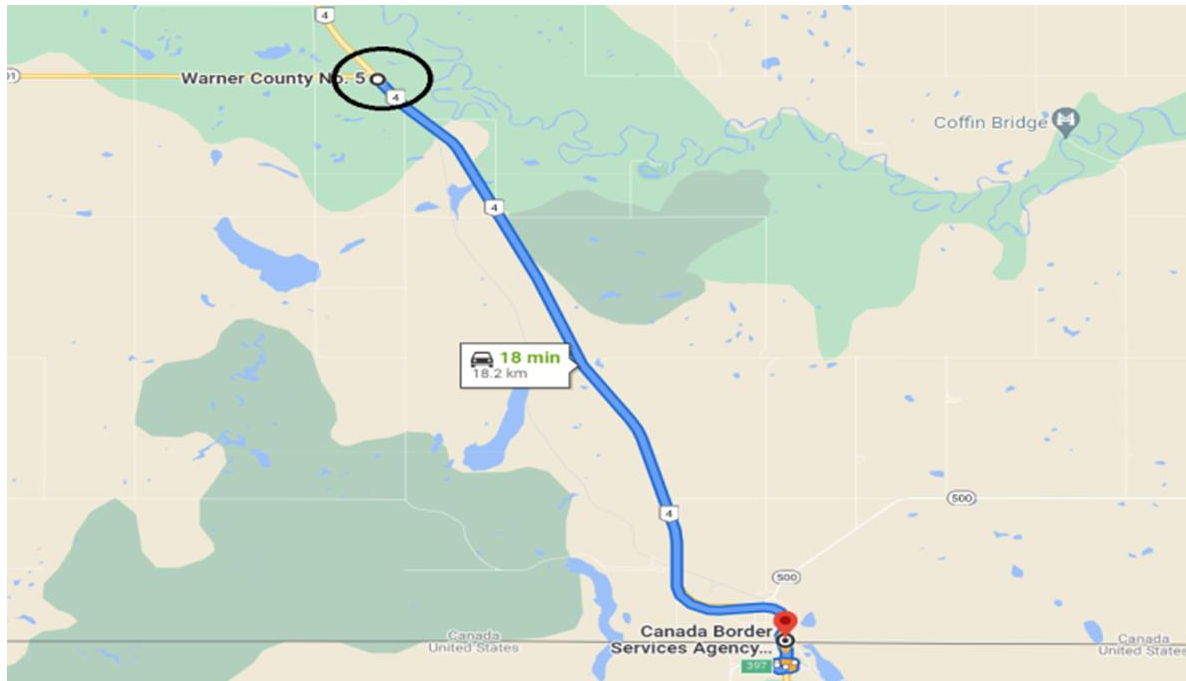 4
Warner County No. 5
4
Coffin Bridge
4
18 min
18.2 km
500
4
500
Canada Border
Services Agency...
Canada
United States
Canada
United States
397